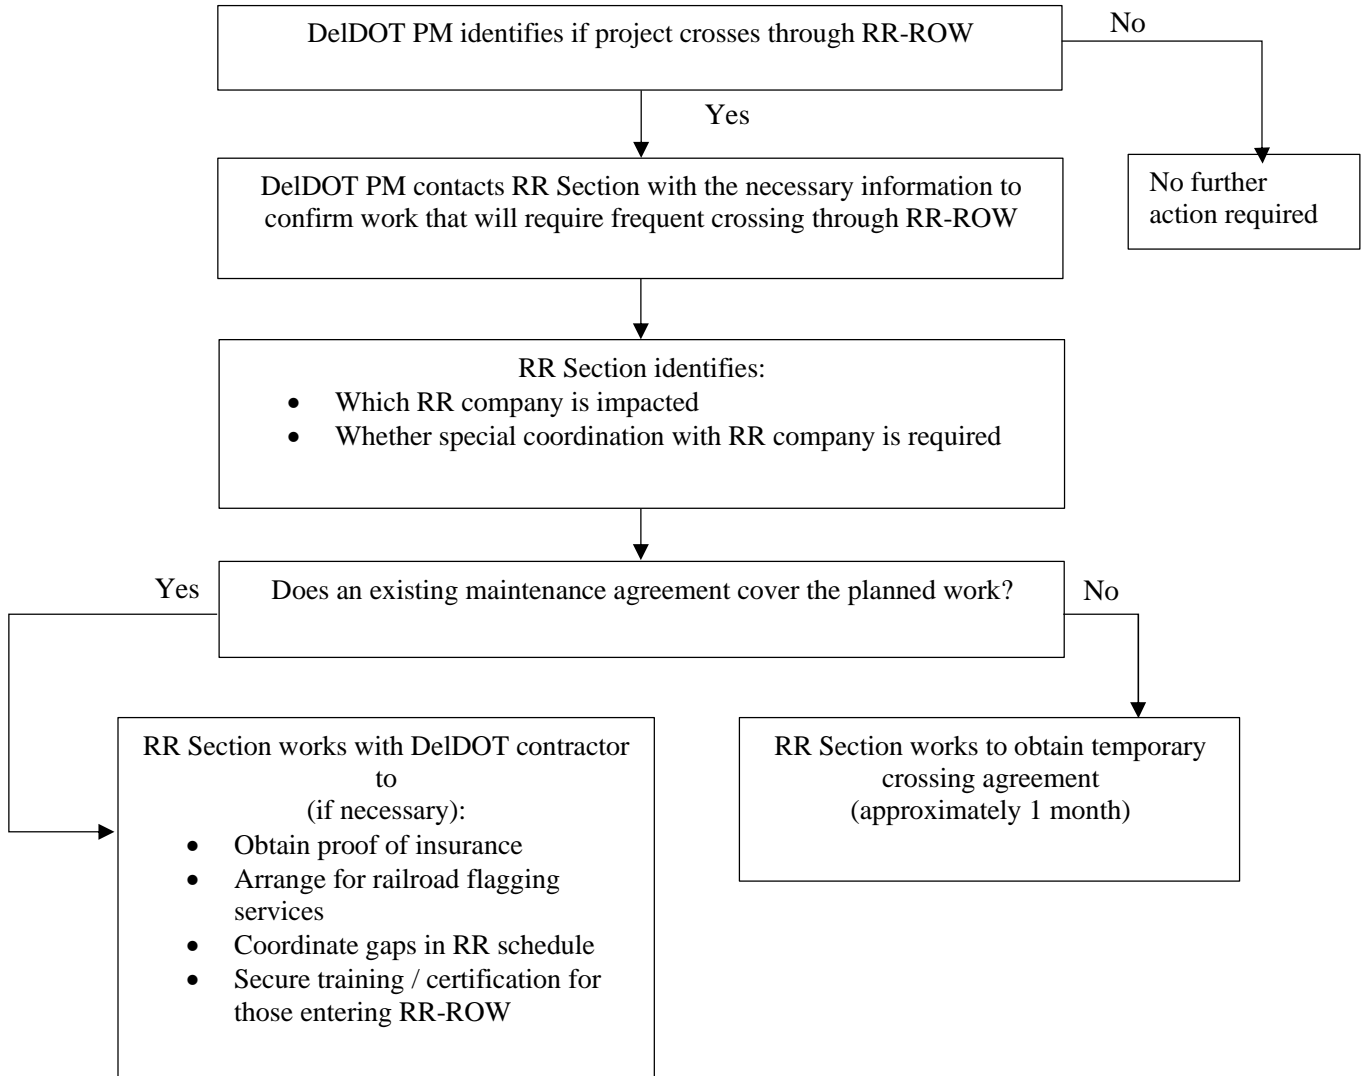 DelDOT PM identifies if project crosses through RR-ROW
No
Yes
DelDOT PM contacts RR Section with the necessary information to
confirm work that will require frequent crossing through RR-ROW
No further
action required
RR Section identifies:
• Which RR company is impacted
• Whether special coordination with RR company is required
Yes
Does an existing maintenance agreement cover the planned work?
No
RR Section works with DelDOT contractor
to
(if necessary):
• Obtain proof of insurance
• Arrange for railroad flagging
services
• Coordinate gaps in RR schedule
• Secure training / certification for
those entering RR-ROW
RR Section works to obtain temporary
crossing agreement
(approximately 1 month)